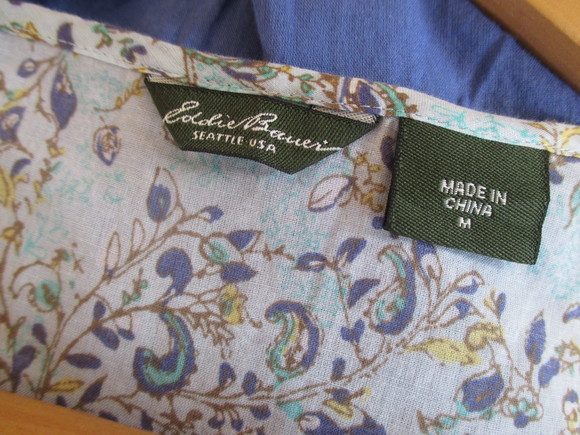 Eddie Bauer
SEATTLE·USA
MADE IN
CHINA
M